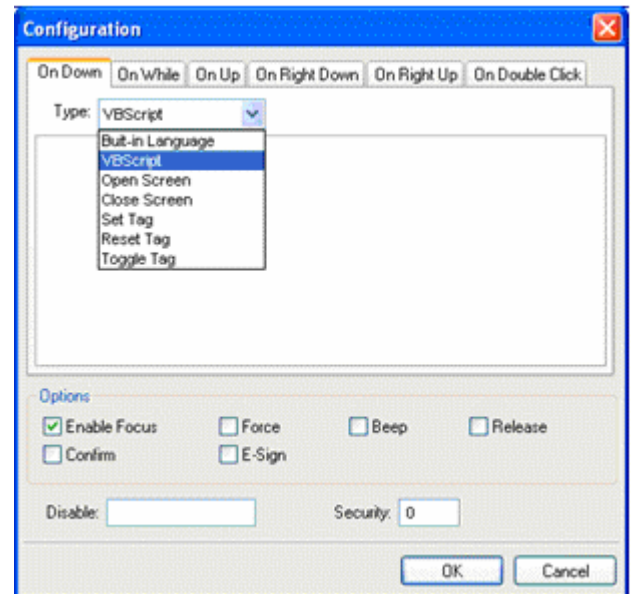 Configuration
On Down On While On Up On Right Down On Right Up On Double Click
Type: VBScript
Built-in Language
VBScript
Open Screen
Close Screen
Set Tag
Reset Tag
Toggle Tag
Options
Enable Focus Force Beep Release
Confirm E-Sign
Disable: Security: 0
OK Cancel